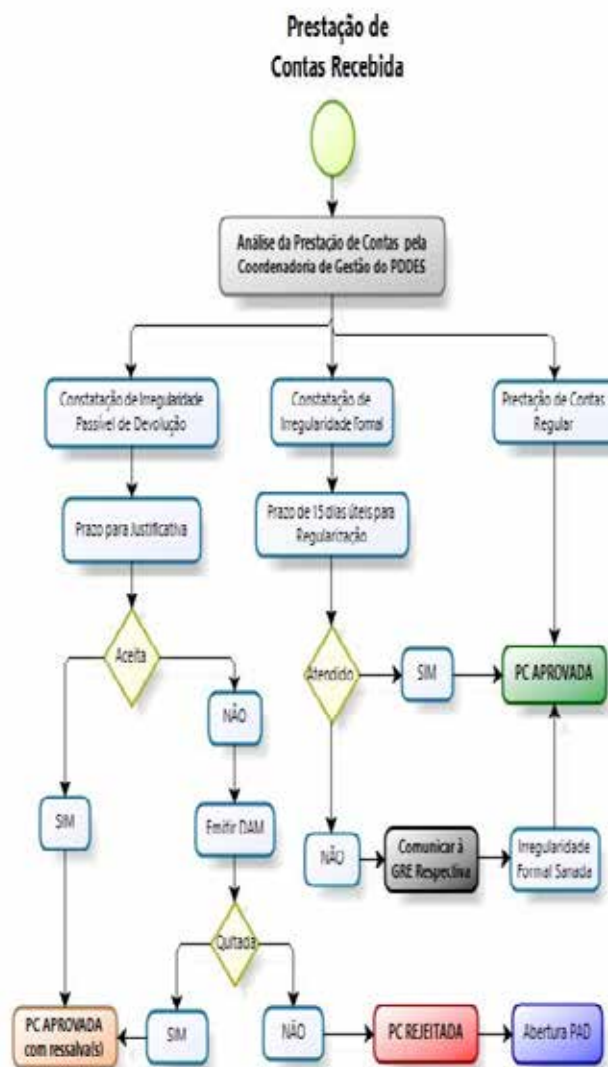 Prestação de
Contas Recebida
Análise da Prestação de Contas pela
Coordenadoria de Gestão do PDDES
Constatação de Irregularidade
Passível de Devolução
Constatação de
Irregularidade Formal
Prestação de Contas
Regular
Prazo para Justificativa
Prazo de 15 dias úteis para
Regularização
Aceita
Atendido
SIM
PC APROVADA
NÃO
SIM
Emitir DAM
NÃO
Comunicar à
GRE Respectiva
Irregularidade
Formal Sanada
Quitada
PC APROVADA
com ressalva(s)
SIM
NÃO
PC REJEITADA
Abertura PAD